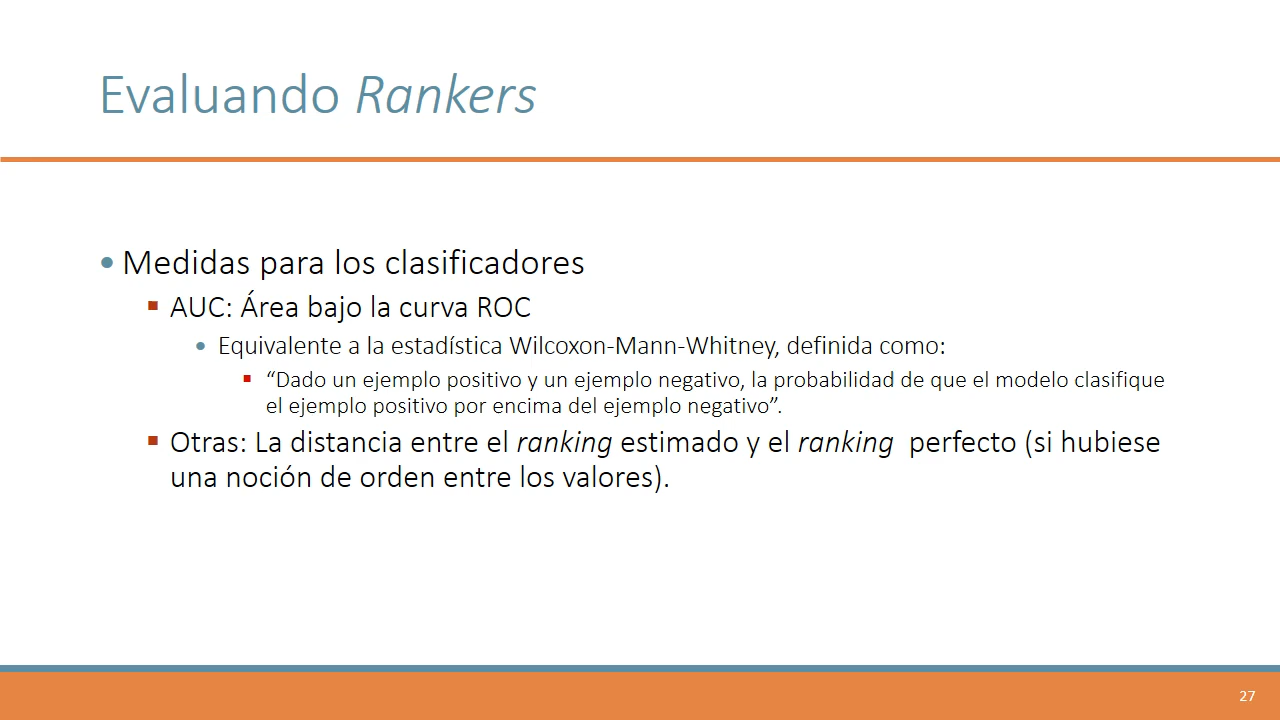 Evaluando Rankers
• Medidas para los clasificadores
▪ AUC: Área bajo la curva ROC
• Equivalente a la estadística Wilcoxon-Mann-Whitney, definida como:
▪ “Dado un ejemplo positivo y un ejemplo negativo, la probabilidad de que el modelo clasifique
el ejemplo positivo por encima del ejemplo negativo”.
▪ Otras: La distancia entre el ranking estimado y el ranking perfecto (si hubiese
una noción de orden entre los valores).
27